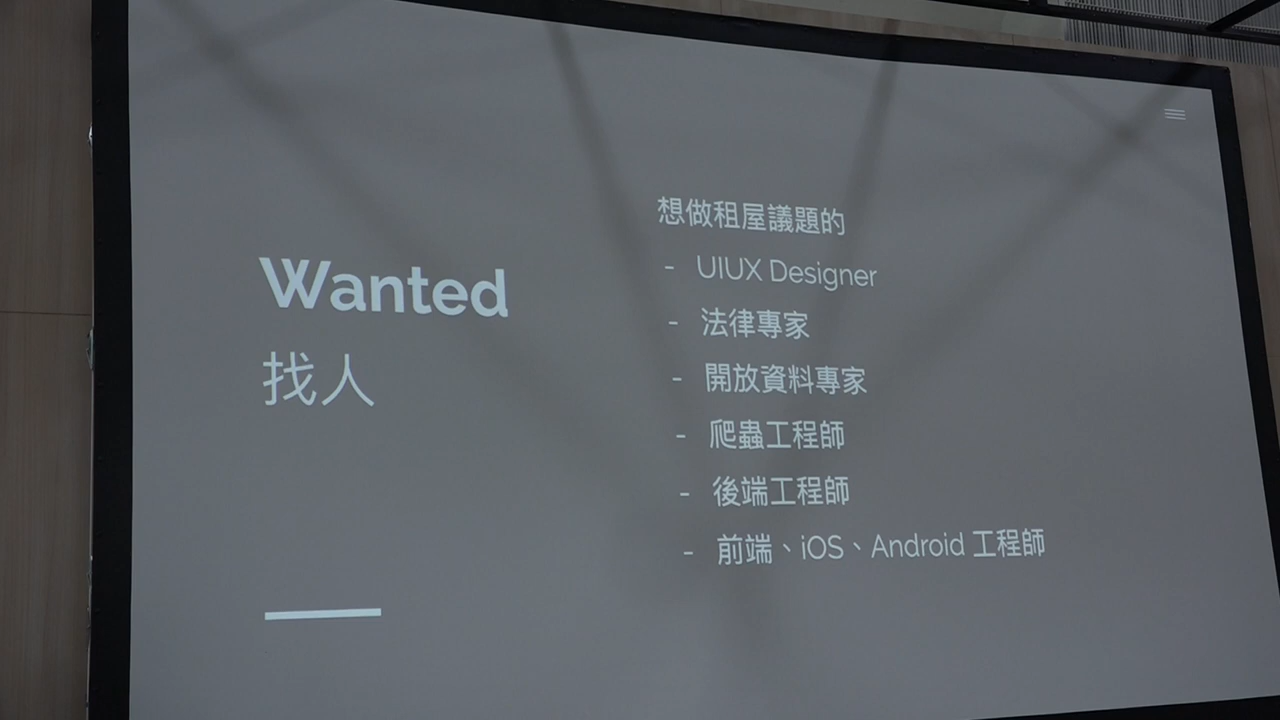 Wanted
找人
想做租屋議題的
- UIUX Designer
- 法律專家
- 開放資料專家
- 爬蟲工程師
- 後端工程師
- 前端、iOS、Android 工程師